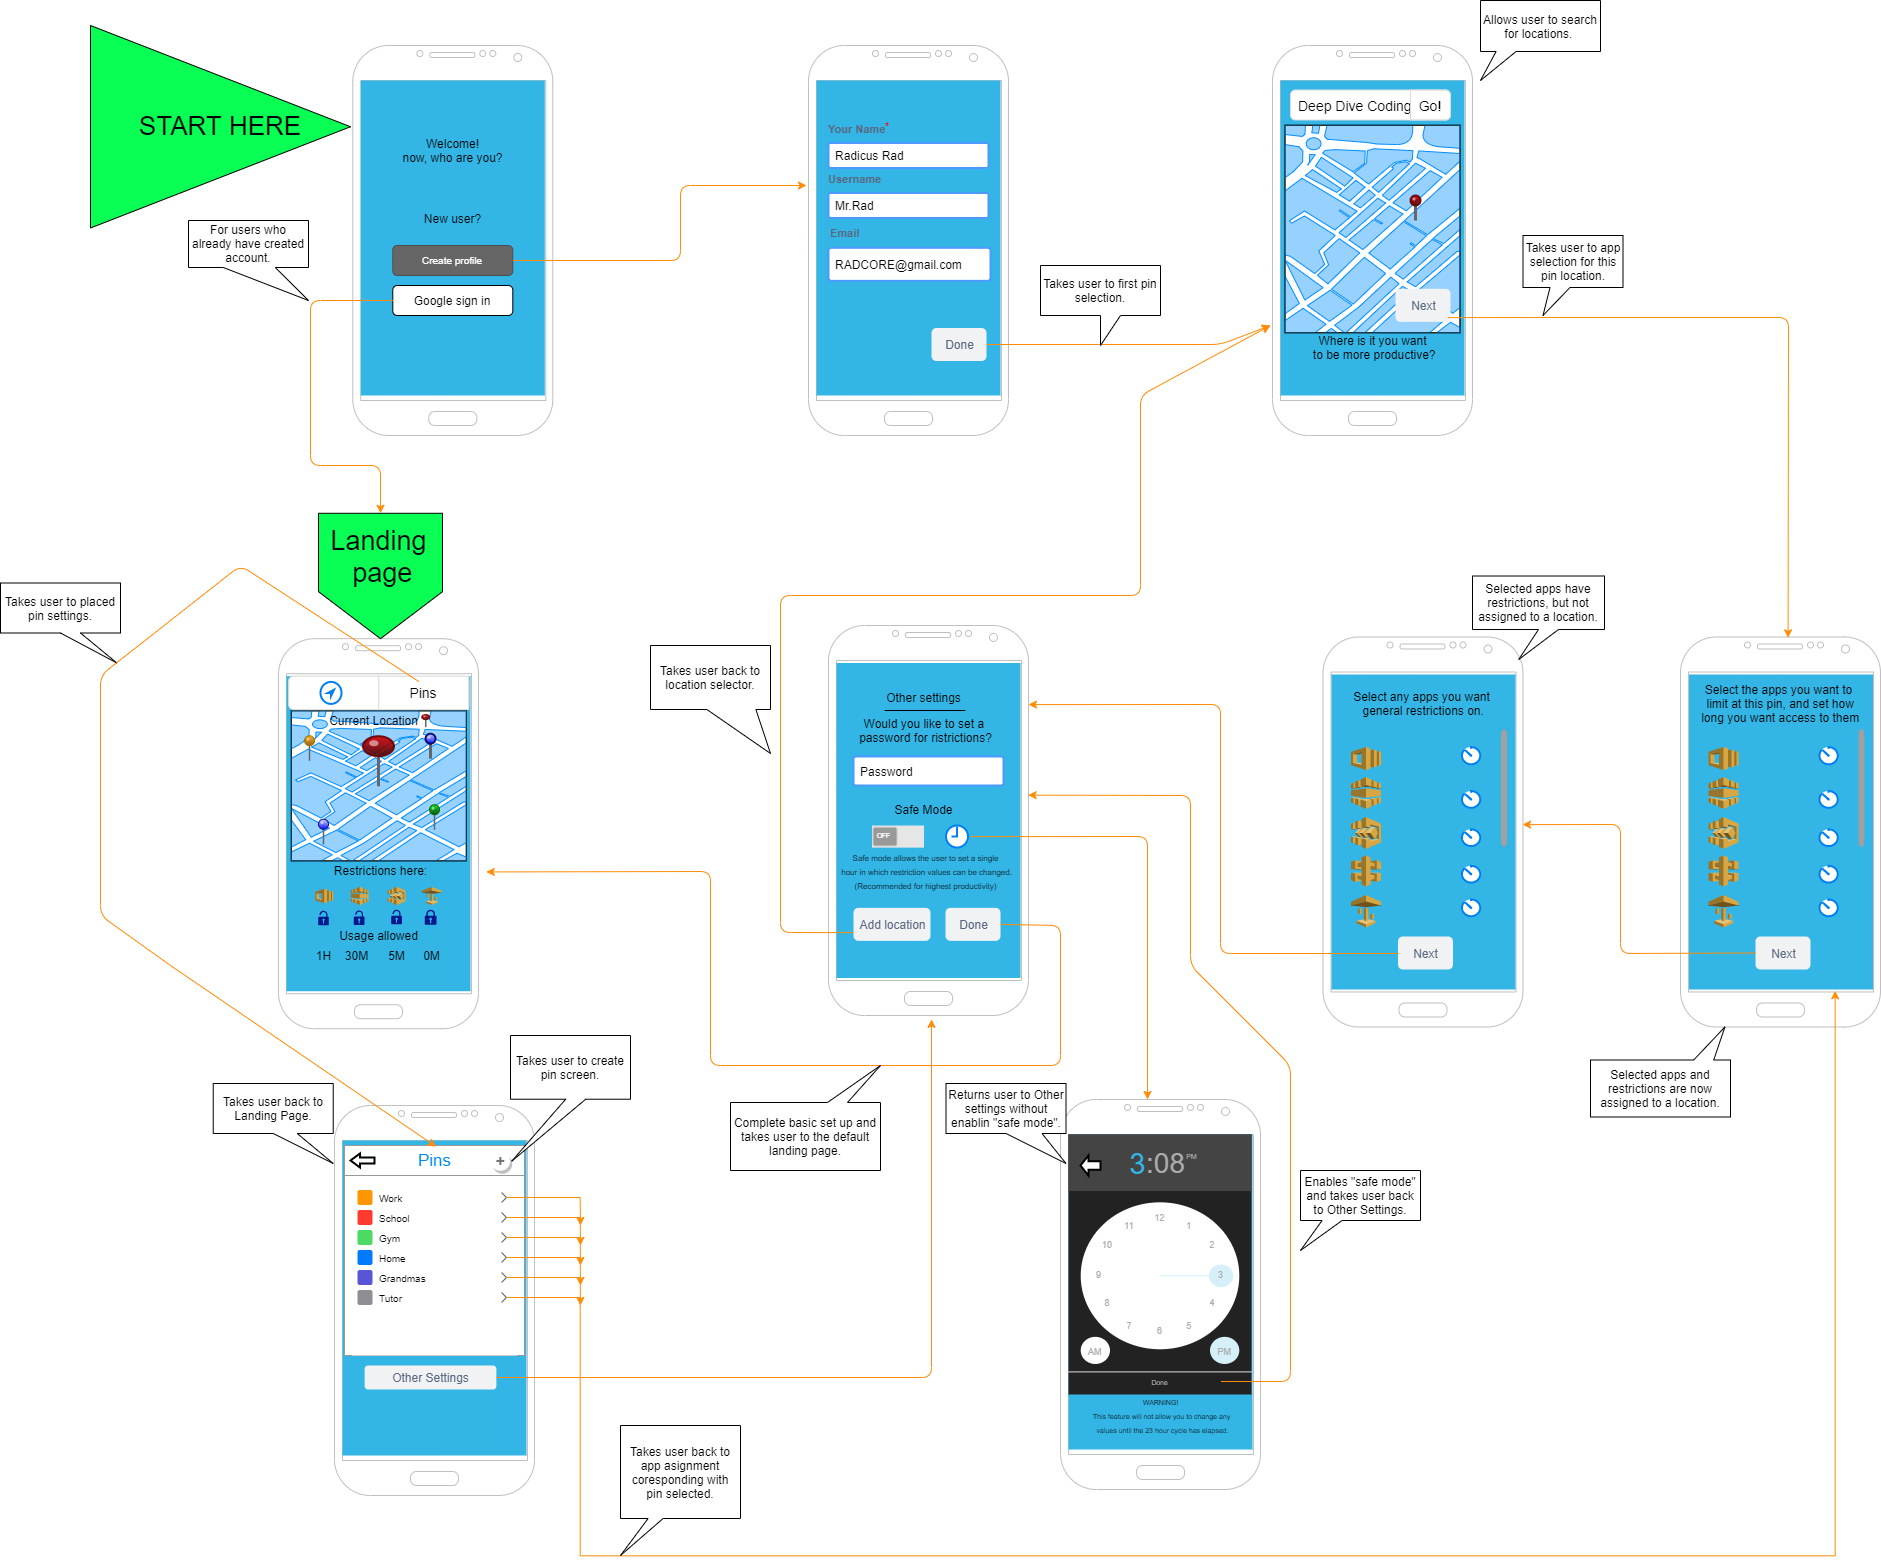 START HERE
Welcome!
now, who are you?
New user?
Create profile
Google sign in
For users who
already have created
account.
Your Name*
Radicus Rad
Username
Mr.Rad
Email
RADCORE@gmail.com
Done
Takes user to first pin
selection.
Allows user to search
for locations.
Deep Dive Coding
Go!
Next
Where is it you want
to be more productive?
Takes user to app
selection for this
pin location.
Landing
page
Takes user to placed
pin settings.
Pins
Current Location
Restrictions here:
Usage allowed
1H 30M 5M 0M
Takes user back to
location selector.
Other settings
Would you like to set a
password for ristrictions?
Password
Safe Mode
OFF
Safe mode allows the user to set a single
hour in which restriction values can be changed.
(Recommended for highest productivity)
Add location
Done
Selected apps have
restrictions, but not
assigned to a location.
Select any apps you want
general restrictions on.
Next
Select the apps you want to
limit at this pin, and set how
long you want access to them
Next
Selected apps and
restrictions are now
assigned to a location.
Takes user back to
Landing Page.
Takes user to create
pin screen.
Pins
+
Work
School
Gym
Home
Grandmas
Tutor
Other Settings
Complete basic set up and
takes user to the default
landing page.
Returns user to Other
settings without
enablin "safe mode".
3:08 PM
12
11 1
10 2
9 3
8 4
7 5
6
AM
PM
Done
WARNING!
This feature will not allow you to change any
values until the 23 hour cycle has elapsed.
Enables "safe mode"
and takes user back
to Other Settings.
Takes user back to
app asignment
coresponding with
pin selected.